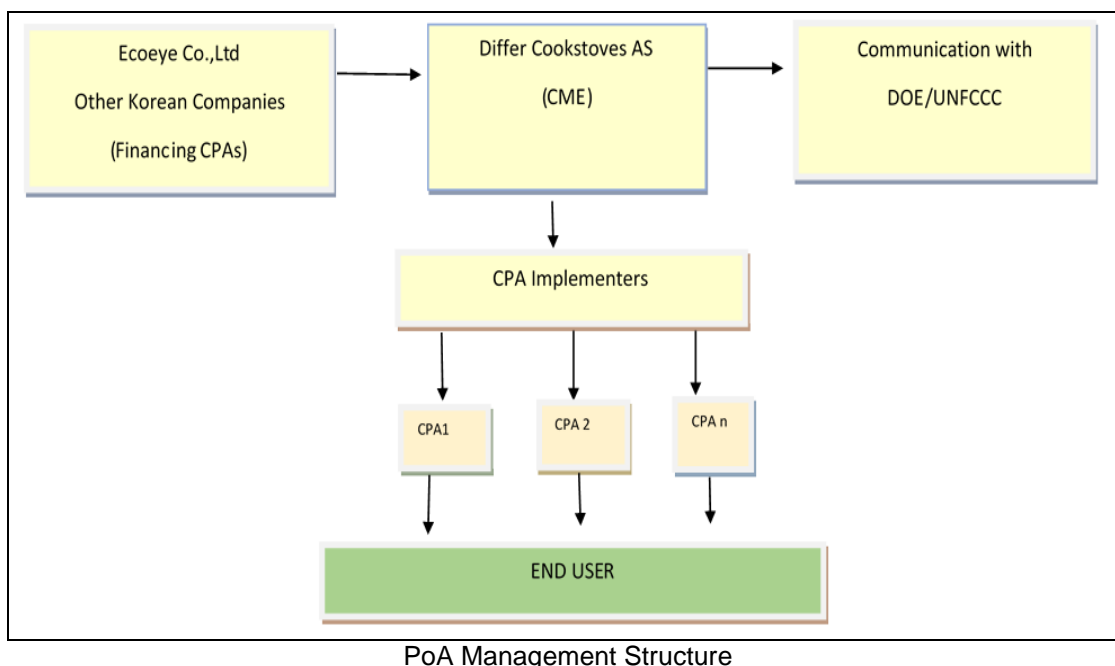 Ecoeye Co.,Ltd
Other Korean Companies
(Financing CPAs)
Differ Cookstoves AS
(CME)
Communication with
DOE/UNFCCC
CPA Implementers
CPA1
CPA 2
CPA n
END USER
PoA Management Structure